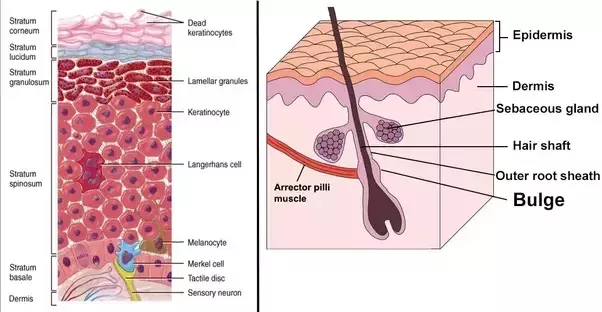 Stratum
corneum
Stratum
lucidum
Stratum
granulosum
Stratum
spinosum
Stratum
basale
Dermis
Dead
keratinocytes
Lamellar granules
Keratinocyte
Langerhans cell
Melanocyte
Merkel cell
Tactile disc
Sensory neuron
Epidermis
Dermis
Sebaceous gland
Hair shaft
Outer root sheath
Bulge
Arrector pilli
muscle